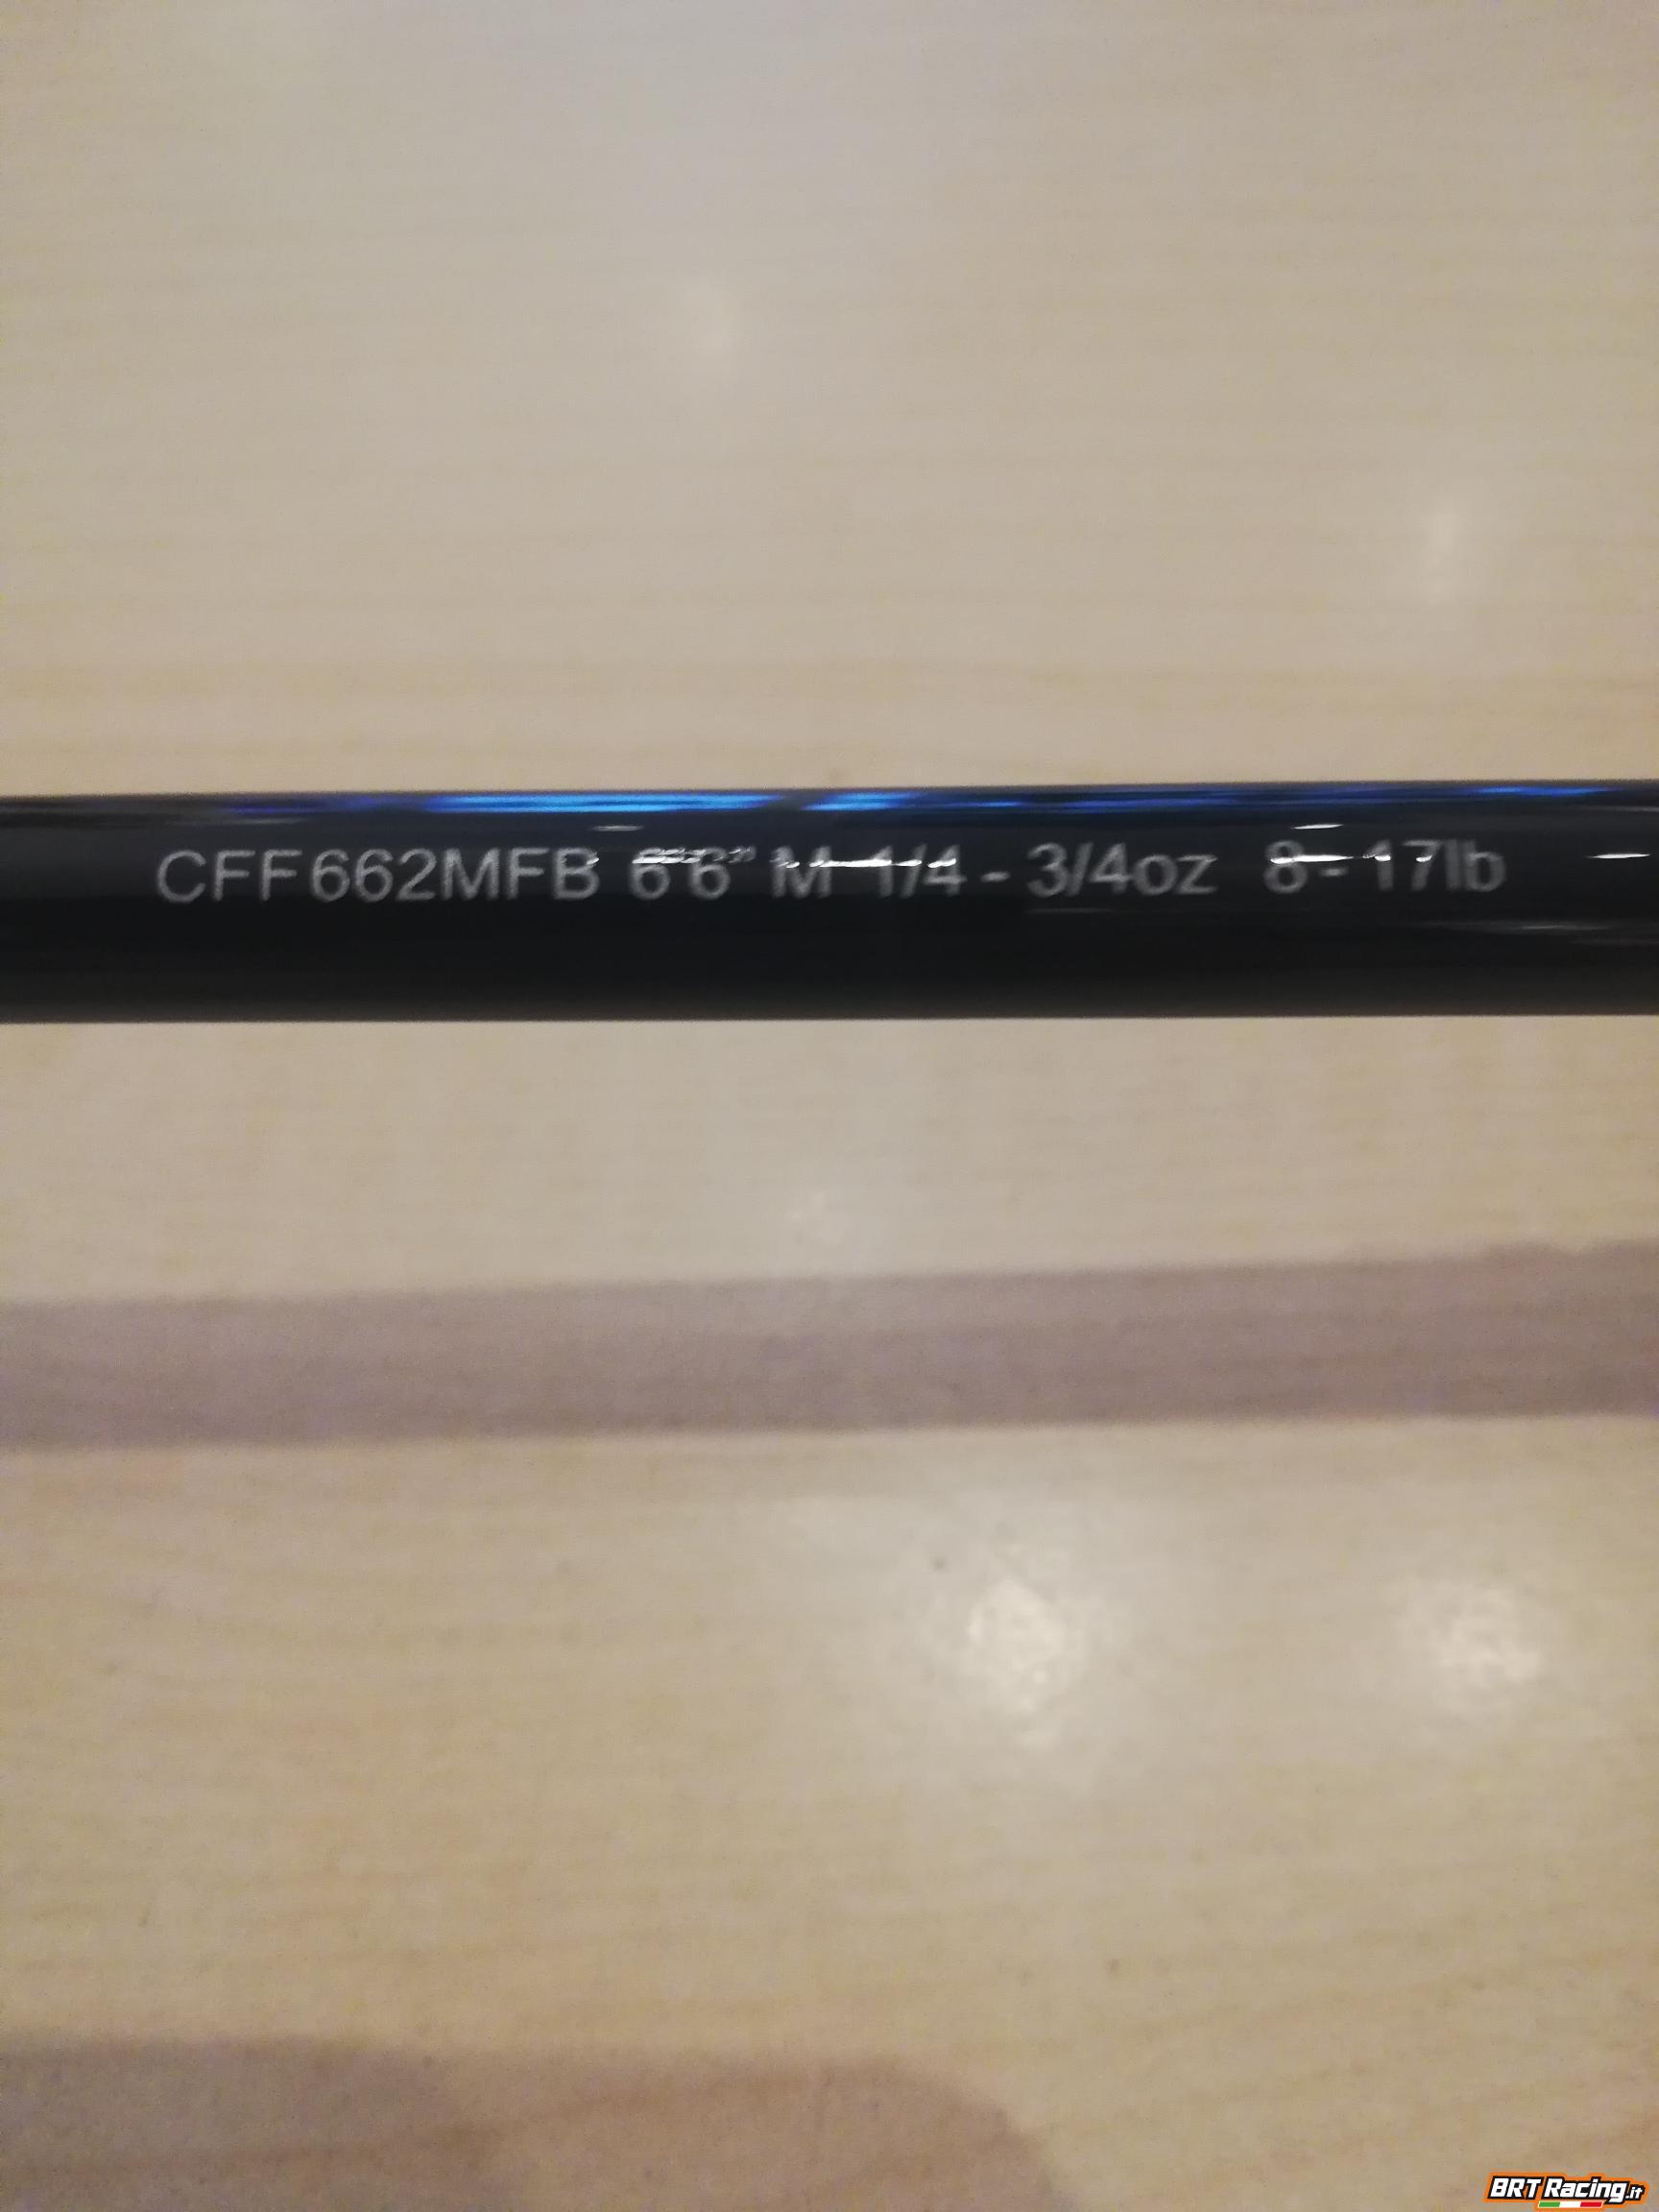 CFF662MFB 6'6" M 1/4 - 3/4oz 8-17lb
BRT Racing.it